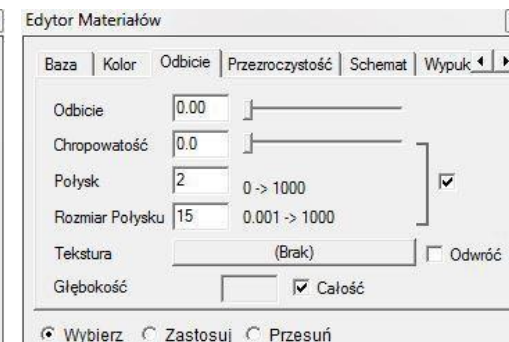 Edytor Materiałów
Baza Kolor Odbicie Przezroczystość Schemat Wypuk
Odbicie 0.00
Chropowatość 0.0
Połysk 2 0 -> 1000
Rozmiar Połysku 15 0.001 -> 1000
Tekstura (Brak) Odwróć
Głębokość Całość
Wybierz Zastosuj Przesuń